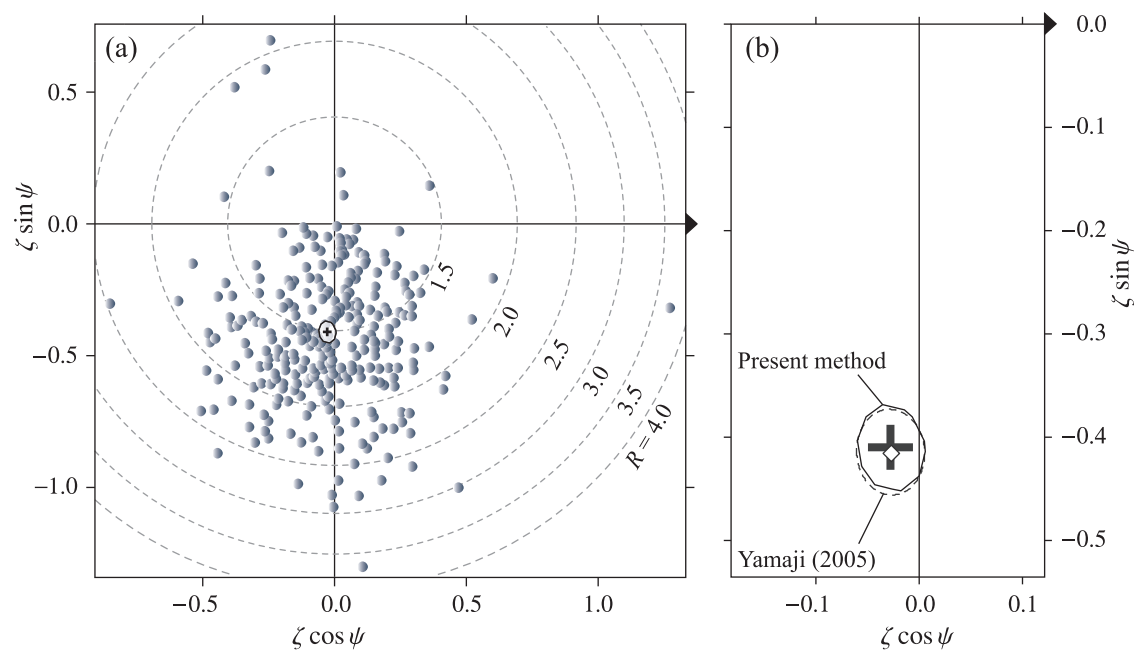 (a)
0.5
0.0
−0.5
−1.0
ζ sin ψ
1.5
2.0
2.5
3.0
3.5
R = 4.0
−0.5
0.0
0.5
1.0
ζ cos ψ
(b)
0.0
−0.1
−0.2
−0.3
−0.4
−0.5
ζ sin ψ
Present method
Yamaji (2005)
−0.1
0.0
0.1
ζ cos ψ